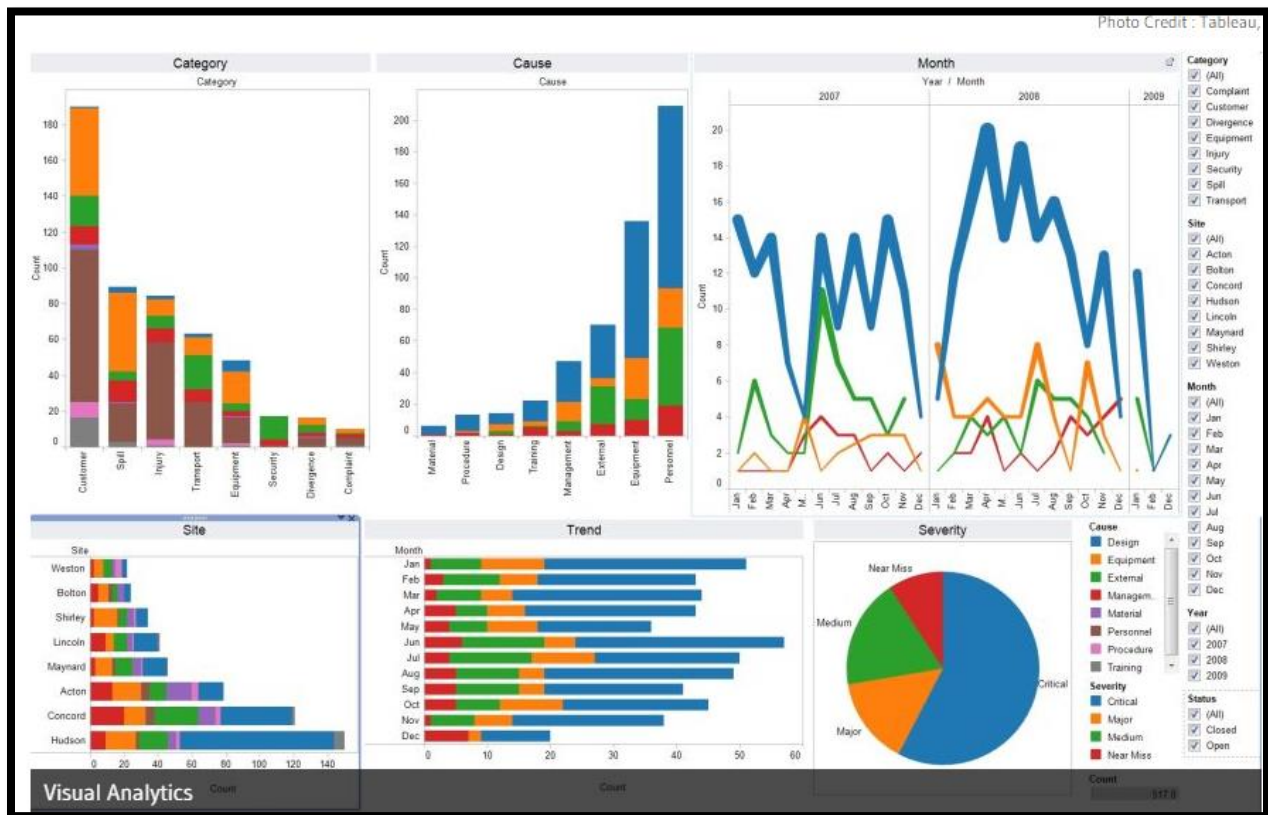 Photo Credit : Tableau,
Category
Category
Count
180
160
140
120
100
80
60
40
20
0
Customer
Spill
Injury
Transport
Equipment
Security
Divergence
Complaint
Cause
Cause
Count
200
180
160
140
120
100
80
60
40
20
0
Material
Procedure
Design
Training
Management
External
Equipment
Personnel
Month
Year / Month
2007 2008 2009
Count
20
18
16
14
12
10
8
6
4
2
0
Jan Feb Mar Apr M.. Jun Jul Aug Sep Oct Nov Dec Jan Feb Mar Apr M.. Jun Jul Aug Sep Oct Nov Dec Jan Feb Dec
Category
(All)
Complaint
Customer
Divergence
Equipment
Injury
Security
Spill
Transport
Site
(All)
Acton
Bolton
Concord
Hudson
Lincoln
Maynard
Shirley
Weston
Month
(All)
Jan
Feb
Mar
Apr
May
Jun
Jul
Aug
Sep
Oct
Nov
Dec
Year
(All)
2007
2008
2009
Status
(All)
Closed
Open
Site
Site
Weston
Bolton
Shirley
Lincoln
Maynard
Acton
Concord
Hudson
0 20 40 60 80 100 120 140
Count
Trend
Month
Jan
Feb
Mar
Apr
May
Jun
Jul
Aug
Sep
Oct
Nov
Dec
0 10 20 30 40 50 60
Count
Severity
Near Miss
Medium
Major
Critical
Cause
Design
Equipment
External
Managem..
Material
Personnel
Procedure
Training
Severity
Critical
Major
Medium
Near Miss
Count
Visual Analytics